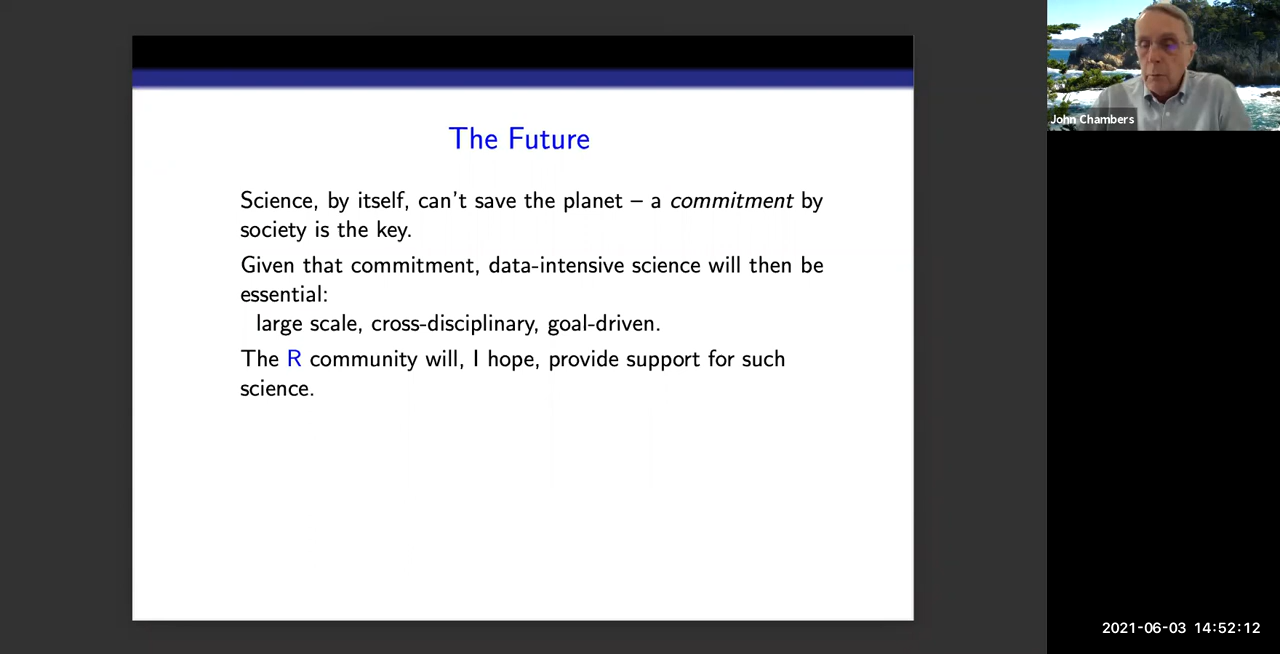 The Future
Science, by itself, can't save the planet – a commitment by
society is the key.
Given that commitment, data-intensive science will then be
essential:
large scale, cross-disciplinary, goal-driven.
The R community will, I hope, provide support for such
science.
John Chambers
2021-06-03 14:52:12